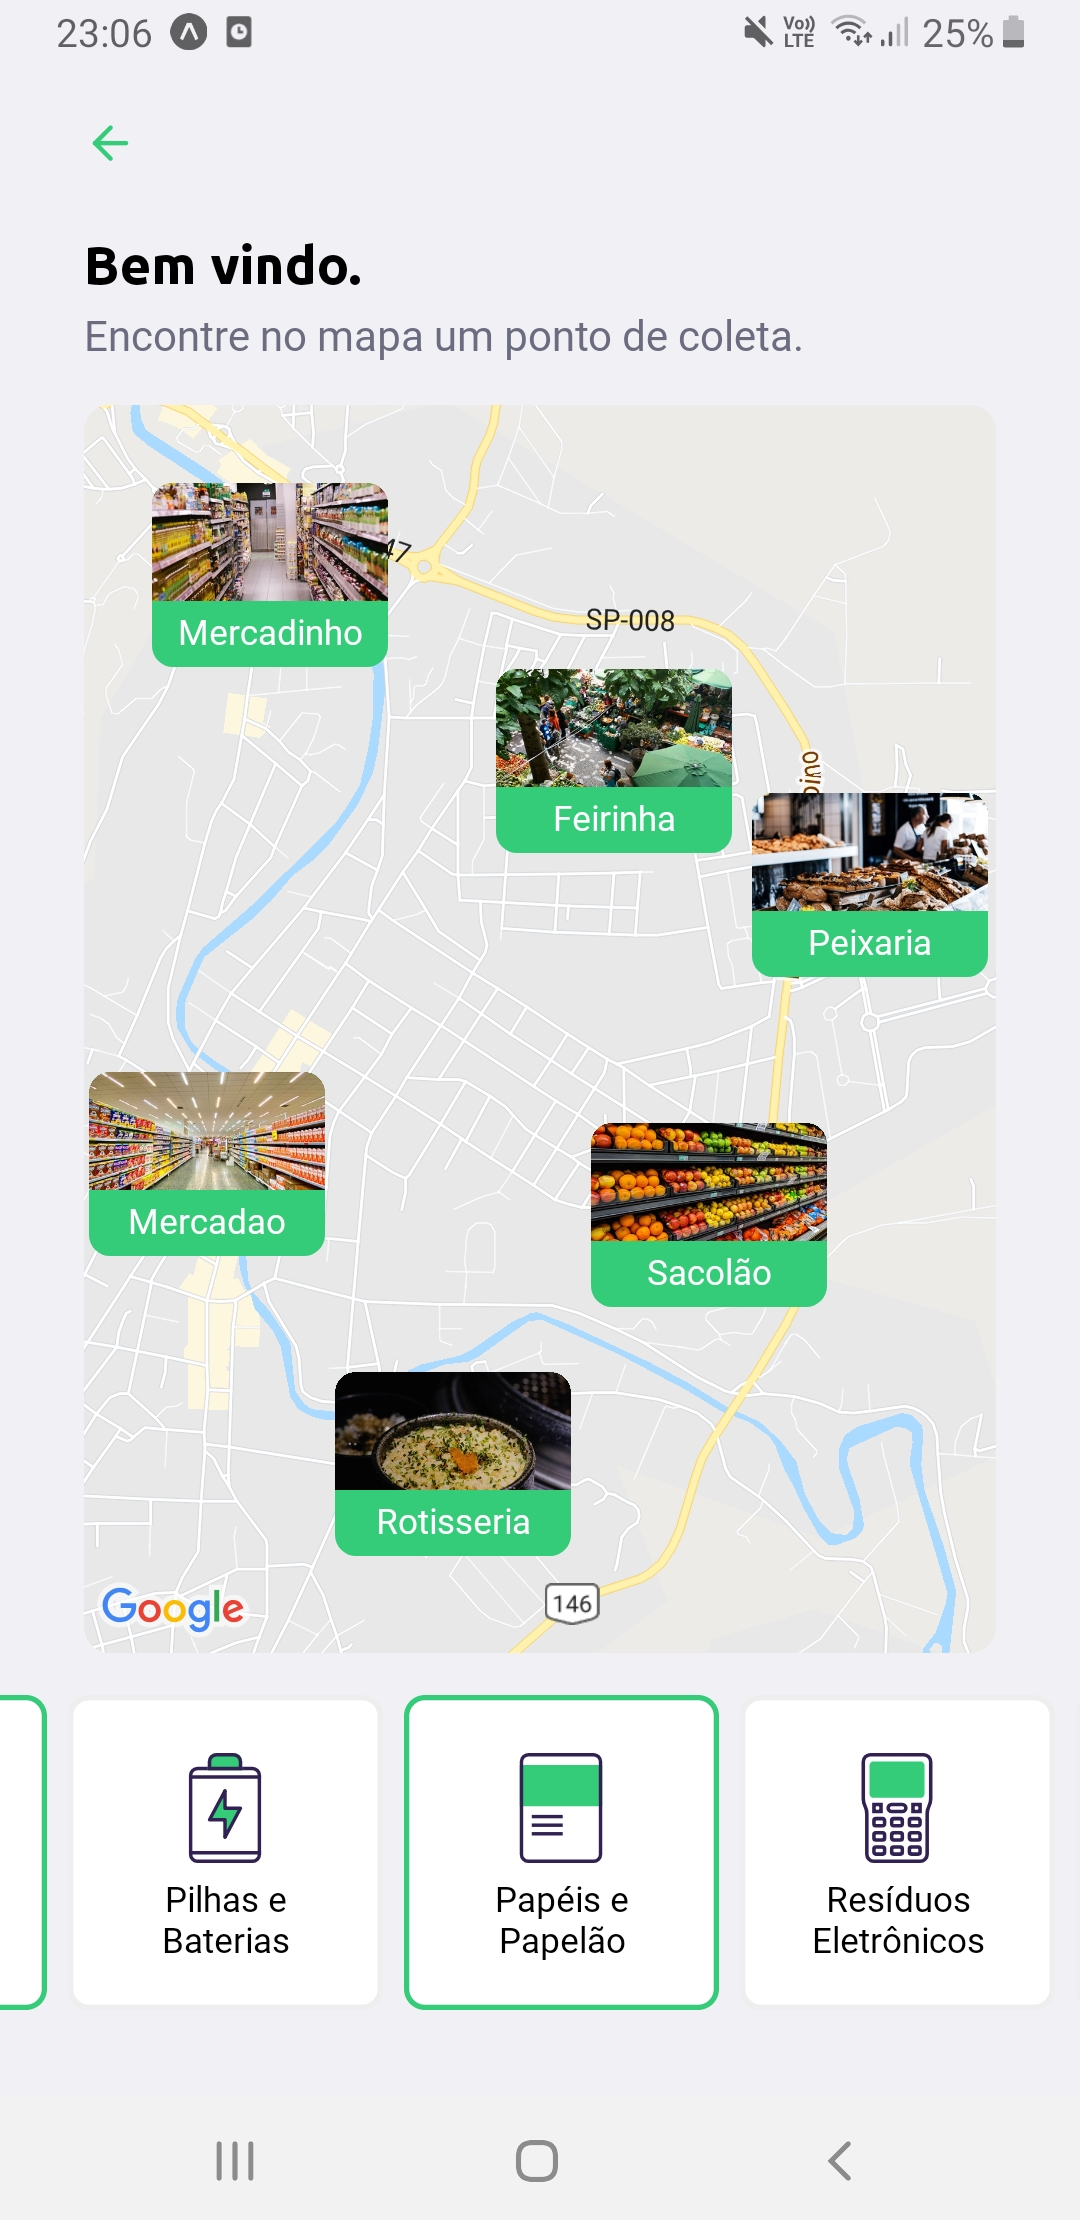 23:06
Vo)) LTE
25%
Bem vindo.
Encontre no mapa um ponto de coleta.
47
SP-008
Mercadinho
Feirinha
Peixaria
Mercadao
Sacolão
Rotisseria
Google
146
Pilhas e
Baterias
Papéis e
Papelão
Resíduos
Eletrônicos